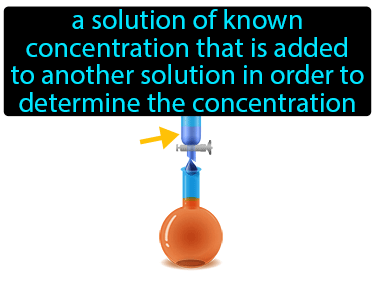 a solution of known
concentration that is added
to another solution in order to
determine the concentration